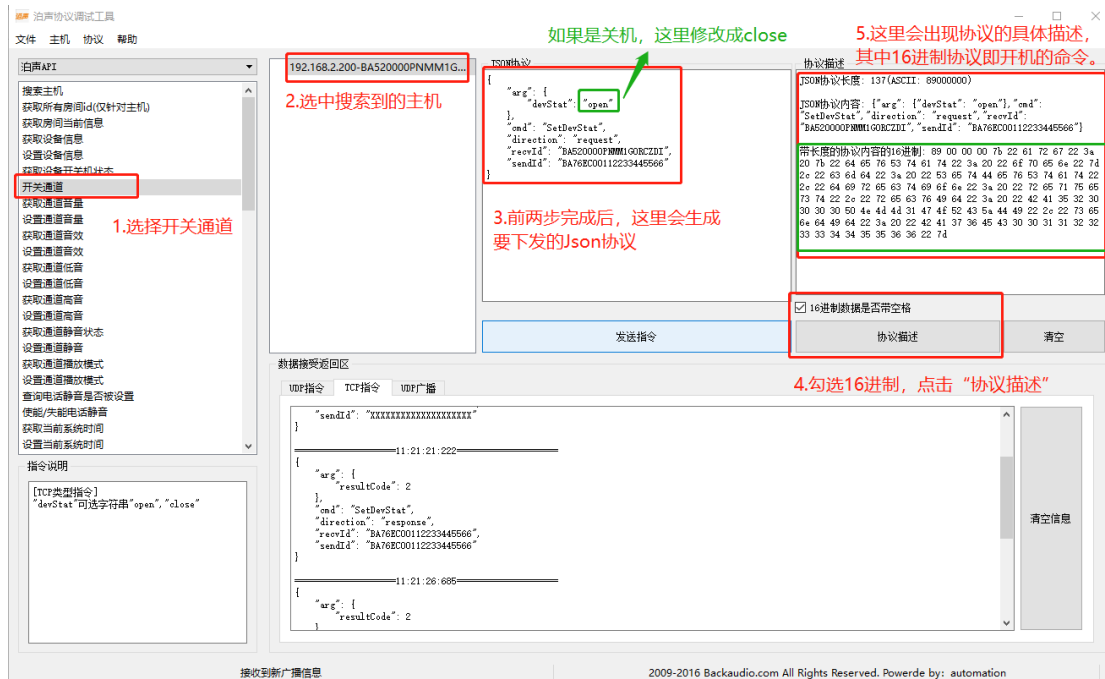 泊声协议调试工具
文件 主机 协议 帮助
如果是关机，这里修改成close
5.这里会出现协议的具体描述，
其中16进制协议即开机的命令。
泊声API
搜索主机
获取所有房间id(仅针对主机)
获取房间当前信息
获取设备信息
设置设备信息
获取设备开关机状态
开关通道
获取通道音量
设置通道音量
获取通道音效
设置通道音效
获取通道低音
设置通道低音
获取通道高音
设置通道高音
获取通道静音状态
设置通道静音
获取通道播放模式
设置通道播放模式
查询电话静音是否被设置
使能/失能电话静音
获取当前系统时间
设置当前系统时间
1.选择开关通道
192.168.2.200-BA520000PNMM1G...
2.选中搜索到的主机
JSON协议
{
"arg": {
"devStat": "open"
},
"cmd": "SetDevStat",
"direction": "request",
"recvId": "BA520000PNMM1GORCZDI",
"sendId": "BA76EC00112233445566"
}
3.前两步完成后，这里会生成
要下发的Json协议
协议描述
JSON协议长度: 137(ASCII: 89000000)
JSON协议内容: {"arg": {"devStat": "open"},"cmd":
"SetDevStat","direction": "request","recvId":
"BA520000PNMM1GORCZDI","sendId": "BA76EC00112233445566"}
带长度的协议内容的16进制: 89 00 00 00 7b 22 61 72 67 22 3a
20 7b 22 64 65 76 53 74 61 74 22 3a 20 22 6f 70 65 6e 22 7d
2c 22 63 6d 64 22 3a 20 22 53 65 74 44 65 76 53 74 61 74 22
2c 22 64 69 72 65 63 74 69 6f 6e 22 3a 20 22 72 65 71 75 65
73 74 22 2c 22 72 65 63 76 49 64 22 3a 20 22 42 41 35 32 30
30 30 30 50 4e 4d 4d 31 47 4f 52 43 5a 44 49 22 2c 22 73 65
6e 64 49 64 22 3a 20 22 42 41 37 36 45 43 30 30 31 31 32 32
33 33 34 34 35 35 36 36 22 7d
16进制数据是否带空格
发送指令
协议描述
清空
4.勾选16进制，点击“协议描述”
数据接受返回区
UDP指令 TCP指令 UDP广播
"sendId": "XXXXXXXXXXXXXXXXXXXX"
}
11:21:21:222
{
"arg": {
"resultCode": 2
},
"cmd": "SetDevStat",
"direction": "response",
"recvId": "BA76EC00112233445566",
"sendId": "BA76EC00112233445566"
}
11:21:26:685
{
"arg": {
"resultCode": 2
}
清空信息
指令说明
[TCP类型指令]
"devStat"可选字符串"open","close"
接收到新广播信息
2009-2016 Backaudio.com All Rights Reserved. Powerde by: automation